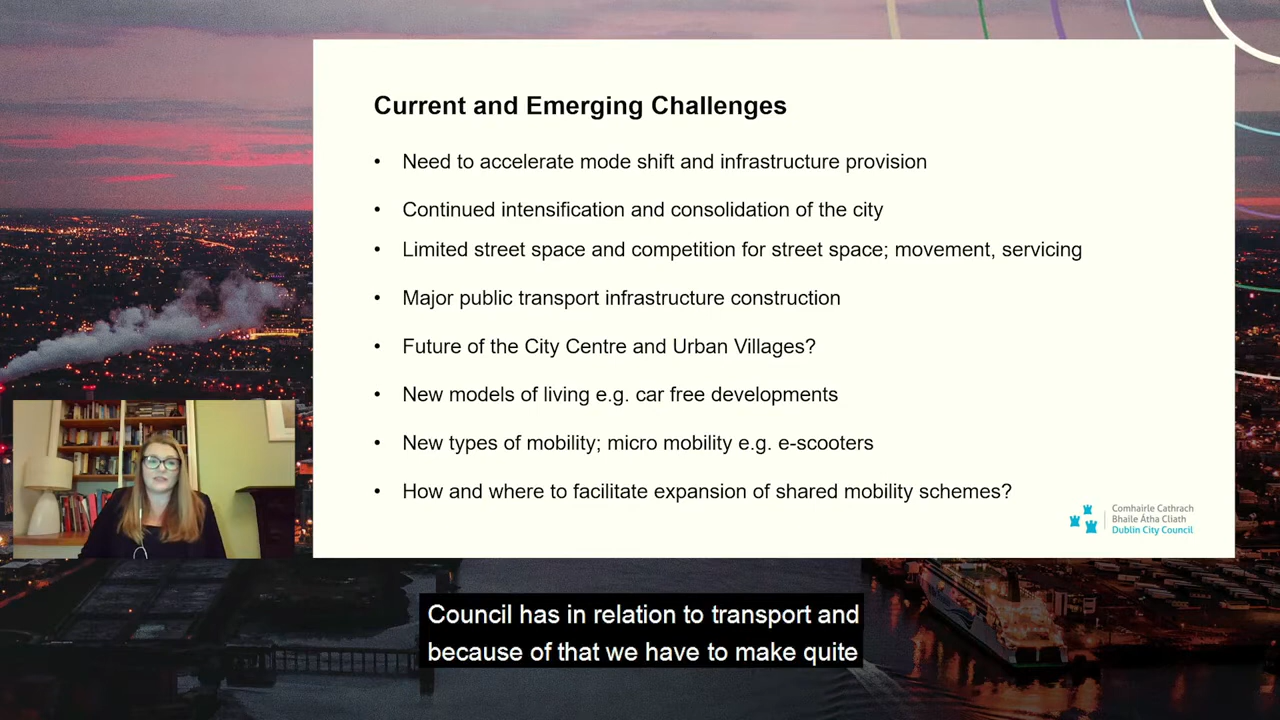 Current and Emerging Challenges
• Need to accelerate mode shift and infrastructure provision
• Continued intensification and consolidation of the city
• Limited street space and competition for street space; movement, servicing
• Major public transport infrastructure construction
• Future of the City Centre and Urban Villages?
• New models of living e.g. car free developments
• New types of mobility; micro mobility e.g. e-scooters
• How and where to facilitate expansion of shared mobility schemes?
Comhairle Cathrach
Bhaile Átha Cliath
Dublin City Council
Council has in relation to transport and
because of that we have to make quite